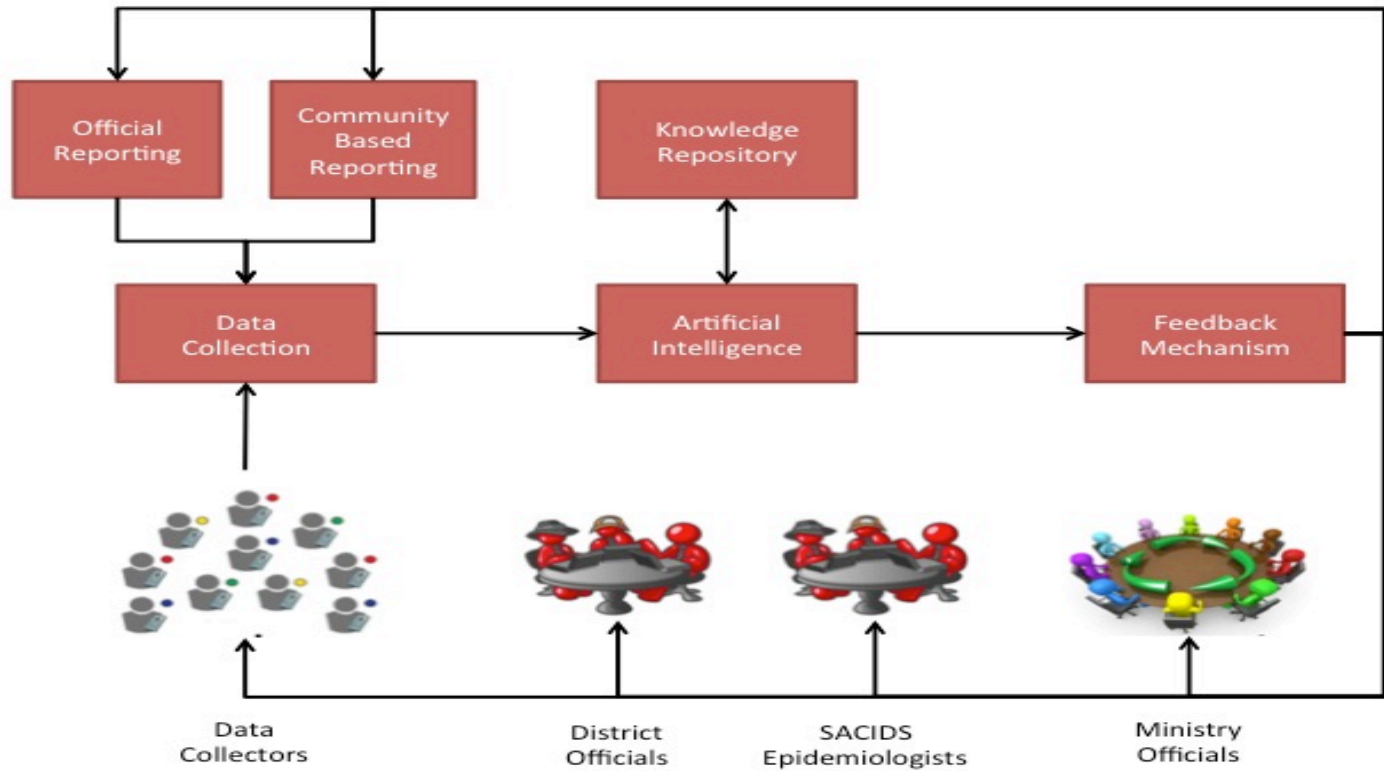 Official
Reporting
Community
Based
Reporting
Knowledge
Repository
Data
Collection
Artificial
Intelligence
Feedback
Mechanism
Data
Collectors
District
Officials
SACIDS
Epidemiologists
Ministry
Officials